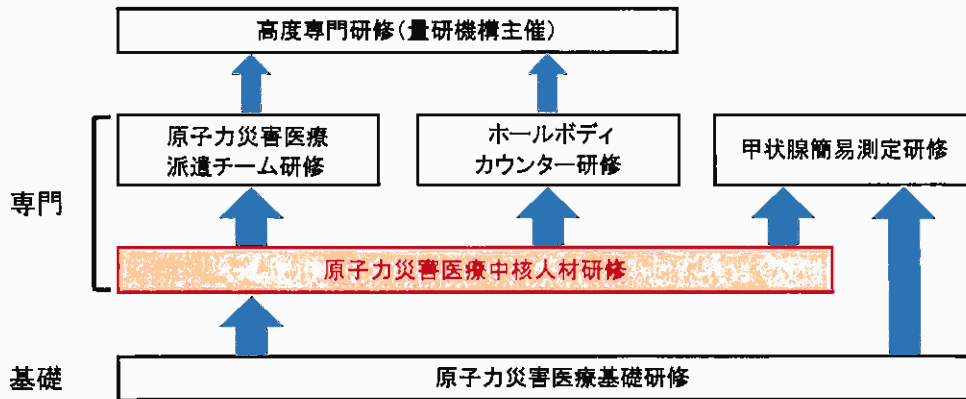 高度専門研修（量研機構主催）
原子力災害医療
派遣チーム研修
ホールボディ
カウンター研修
甲状腺簡易測定研修
専門
原子力災害医療中核人材研修
基礎
原子力災害医療基礎研修